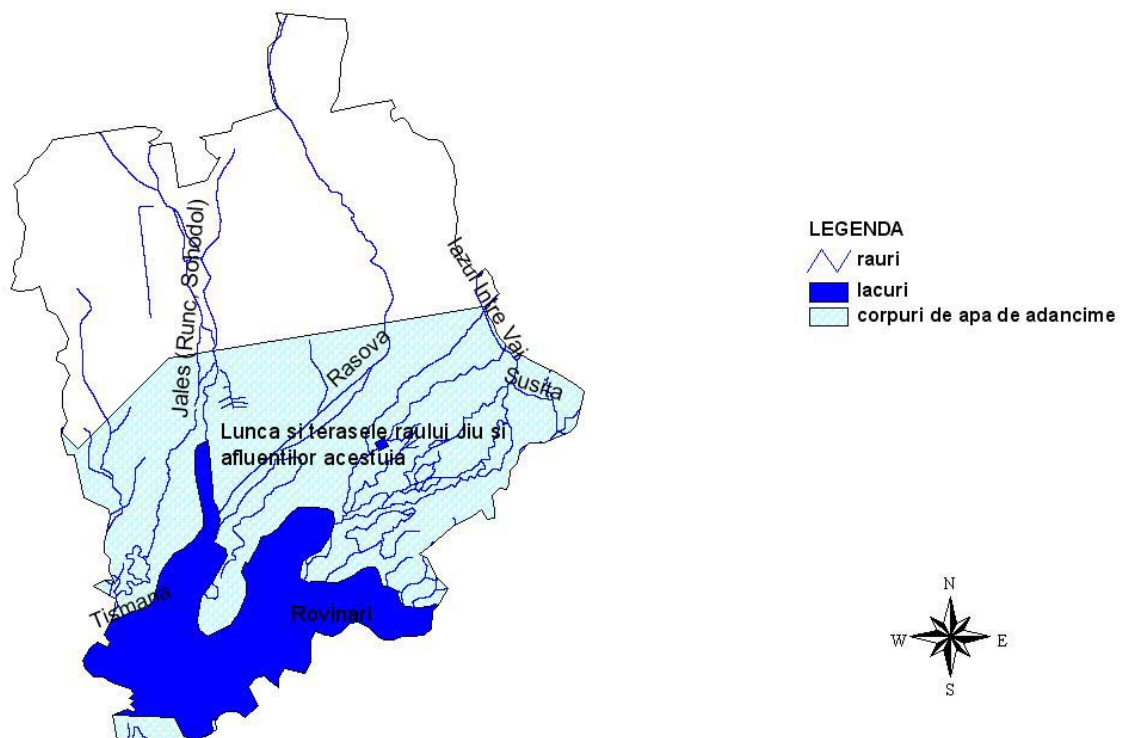 Jales (Runc, Sohodol)
Iazul Intre Vai
Rasova
Susita
Lunca si terasele raului Jiu si
afluentilor acestuia
Tismana
Rovinari
LEGENDA
rauri
lacuri
corpuri de apa de adancime
N
W
E
S